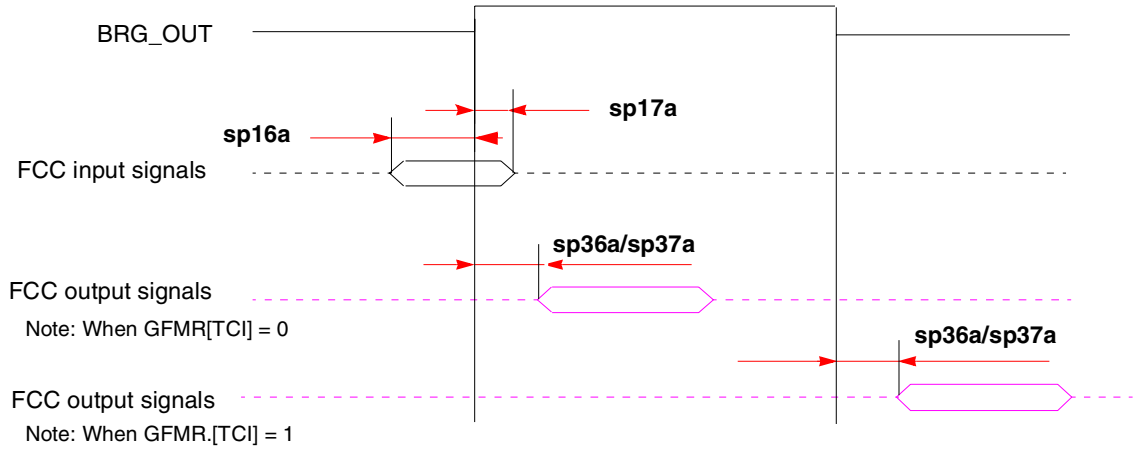 BRG_OUT
sp17a
sp16a
FCC input signals
sp36a/sp37a
FCC output signals
Note: When GFMR[TCI] = 0
sp36a/sp37a
FCC output signals
Note: When GFMR.[TCI] = 1